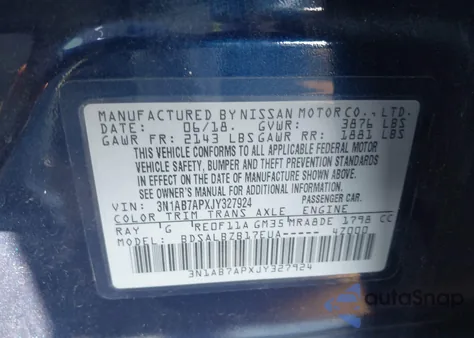 MANUFACTURED BY NISSAN MOTOR CO., LTD.
DATE: 06/18. GVWR: 3876 LBS
GAWR FR: 2143 LBS GAWR RR: 1881 LBS
THIS VEHICLE CONFORMS TO ALL APPLICABLE FEDERAL MOTOR
VEHICLE SAFETY, BUMPER AND THEFT PREVENTION STANDARDS
IN EFFECT ON THE DATE OF MANUFACTURE SHOWN ABOVE.
SEE OWNER'S MANUAL FOR ADDITIONAL INFORMATION
VIN: 3N1AB7APXJY327924 PASSENGER CAR.
COLOR TRIM TRANS AXLE ENGINE
G RE0F11A GM35 MRA8DE 1798 CC
MODEL: BDSALBZB17EUA----- 4Z000
3N1AB7APXJY327924
autoSnap